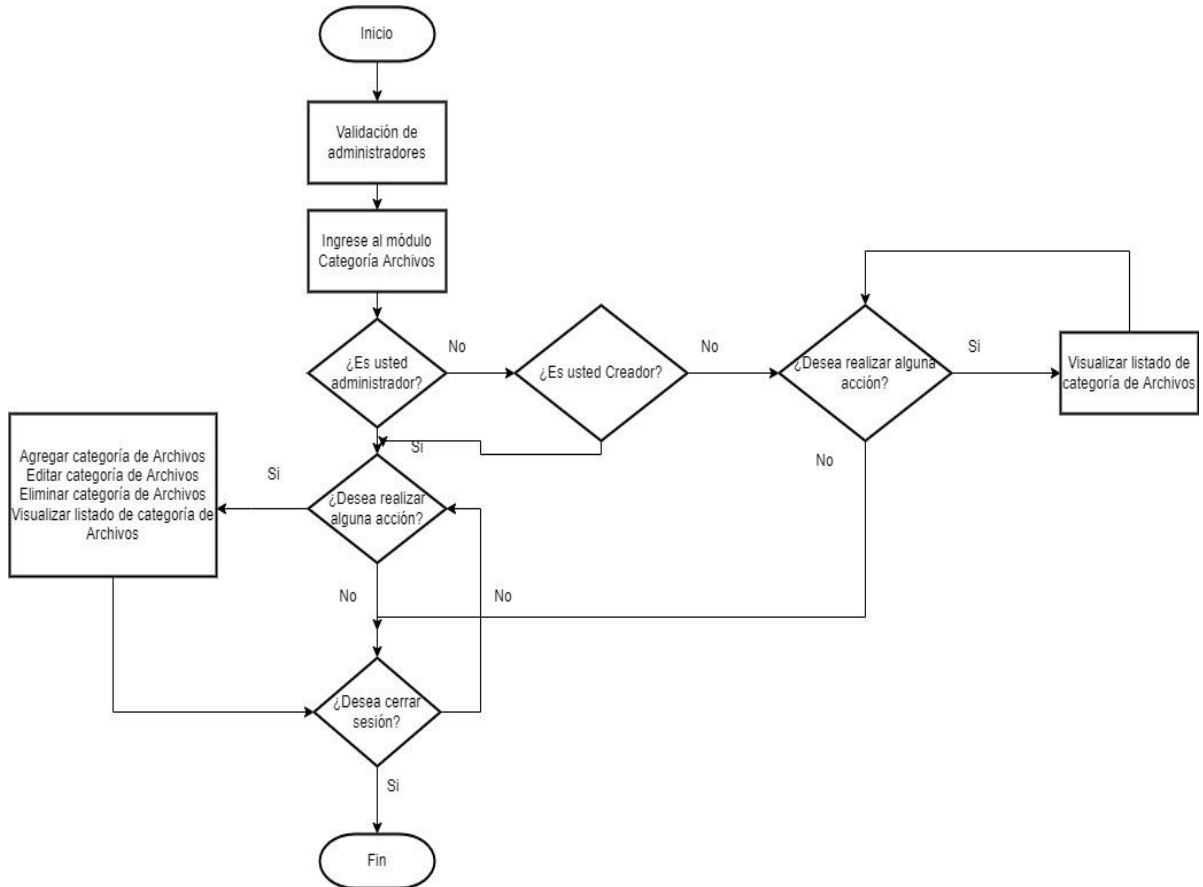 Inicio
Validación de
administradores
Ingrese al módulo
Categoría Archivos
¿Es usted
administrador?
No
¿Es usted Creador?
No
¿Desea realizar alguna
acción?
Si
Visualizar listado de
categoría de Archivos
No
Si
Agregar categoría de Archivos
Editar categoría de Archivos
Eliminar categoría de Archivos
Visualizar listado de categoría de
Archivos
Si
¿Desea realizar
alguna acción?
No
No
¿Desea cerrar
sesión?
Si
Fin